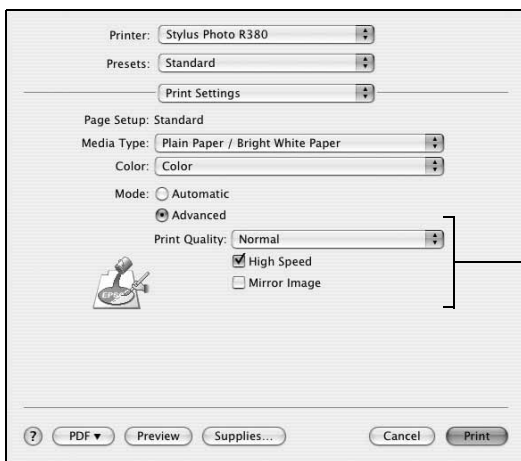 Printer: Stylus Photo R380
Presets: Standard
Print Settings
Page Setup: Standard
Media Type: Plain Paper / Bright White Paper
Color: Color
Mode: Automatic
Advanced
Print Quality: Normal
High Speed
Mirror Image
EPSON
? PDF▼ Preview Supplies... Cancel Print